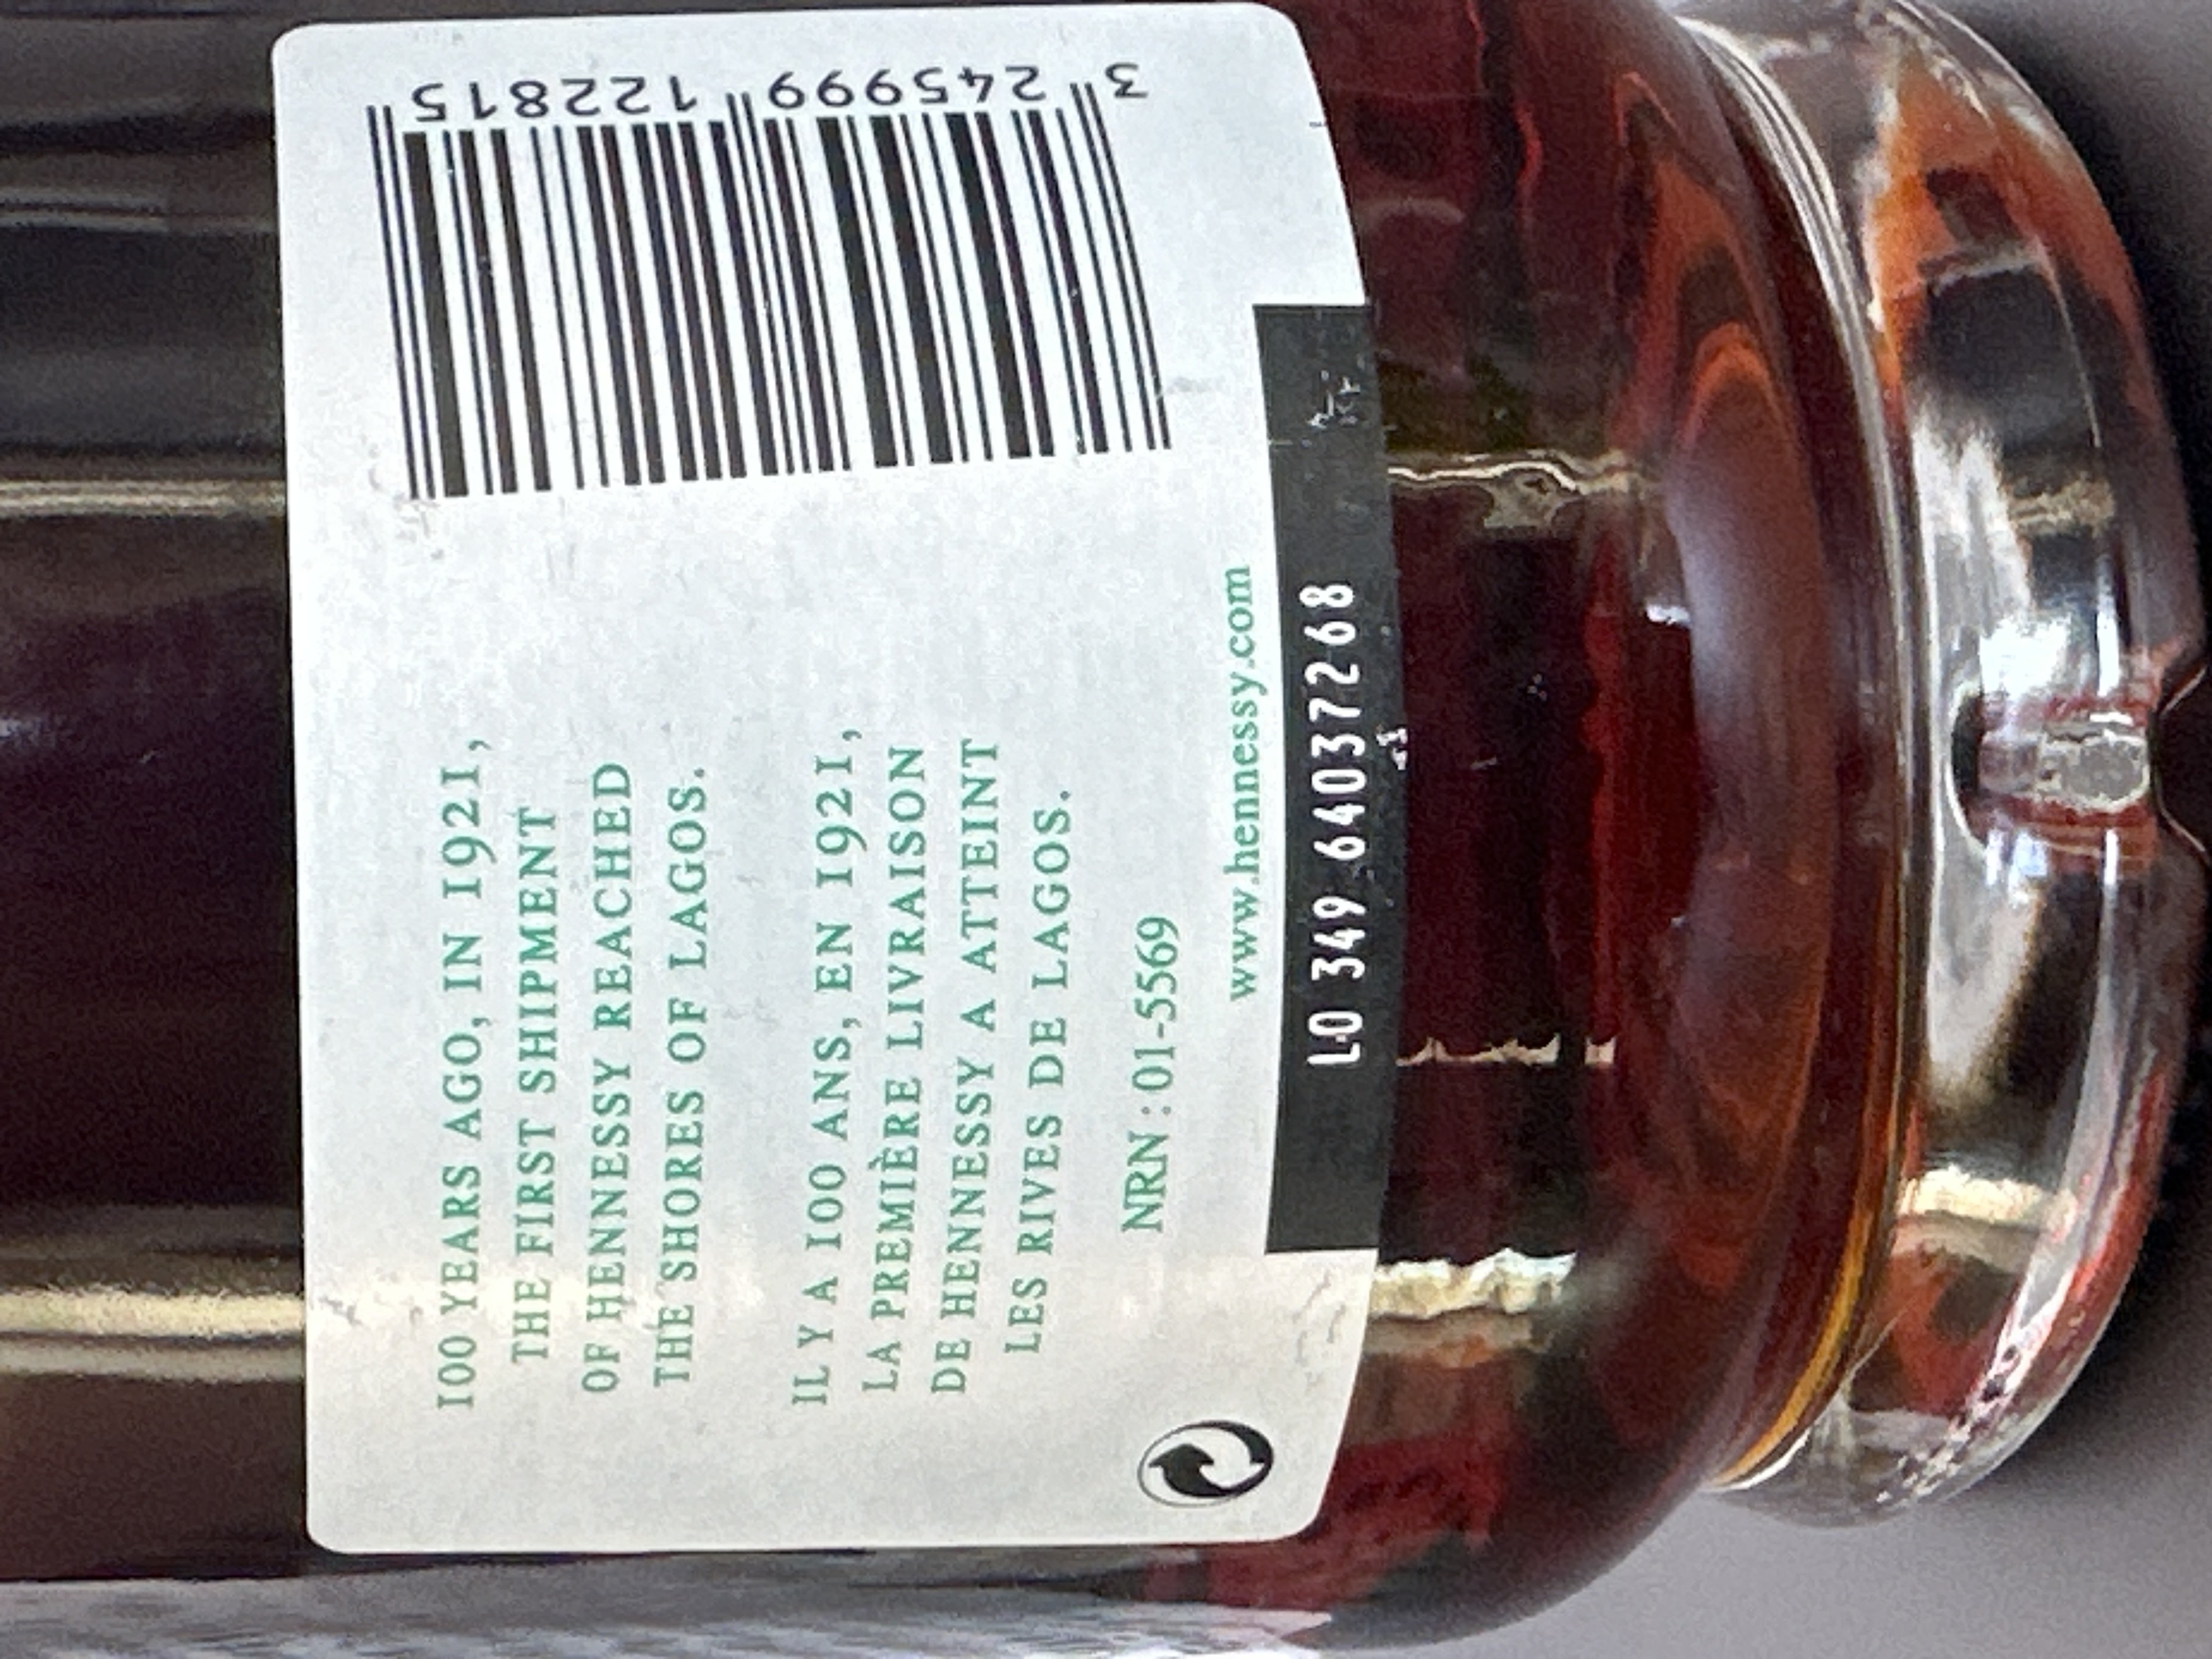 100 YEARS AGO, IN 1921,
THE FIRST SHIPMENT
OF HENNESSY REACHED
THE SHORES OF LAGOS.
IL Y A 100 ANS, EN 1921,
LA PREMIÈRE LIVRAISON
DE HENNESSY A ATTEINT
LES RIVES DE LAGOS.
NRN : 01-5569
www.hennessy.com
L0 349 64037268
3 245999 122815